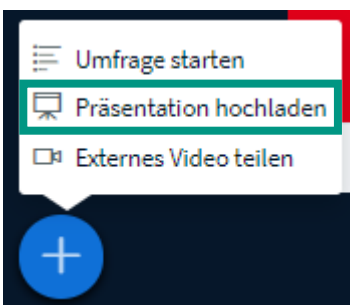 Umfrage starten
Präsentation hochladen
Externes Video teilen